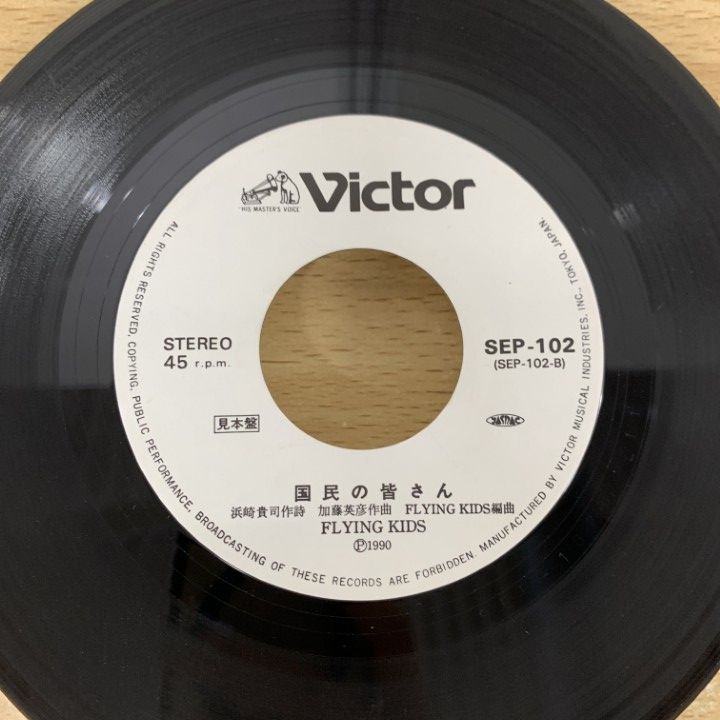 "HIS MASTER'S VOICE"
Victor
STEREO
45 r.p.m.
SEP-102
(SEP-102-B)
見本盤
JASRAC
国民の皆さん
浜崎貴司作詩 加藤英彦作曲 FLYING KIDS編曲
FLYING KIDS
Ⓟ1990
ALL RIGHTS RESERVED, COPYING, PUBLIC PERFORMANCE, BROADCASTING OF THESE RECORDS ARE FORBIDDEN. MANUFACTURED BY VICTOR MUSICAL INDUSTRIES, INC., TOKYO, JAPAN.